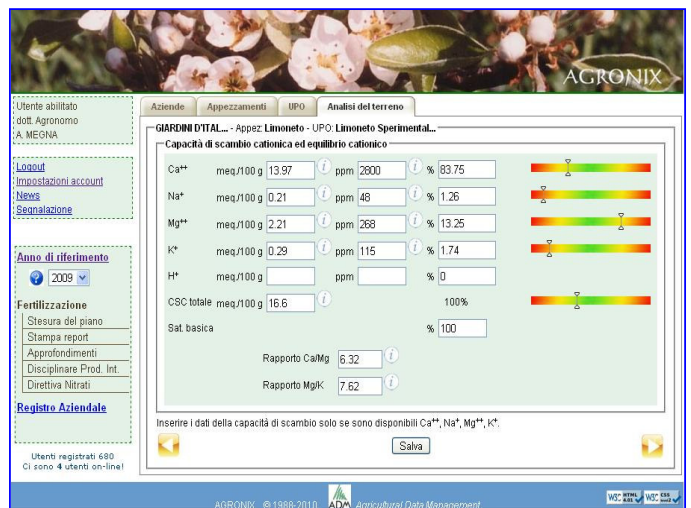 AGRONIX
Utente abilitato
dott. Agronomo
A. MEGNA
Logout
Impostazioni account
News
Segnalazione
Anno di riferimento
? 2009
Fertilizzazione
Stesura del piano
Stampa report
Approfondimenti
Disciplinare Prod. Int.
Direttiva Nitrati
Registro Aziendale
Utenti registrati 680
Ci sono 4 utenti on-line!
Aziende Appezzamenti UPO Analisi del terreno
GIARDINI D'ITAL... - Appez: Limoneto - UPO: Limoneto Sperimental...
Capacità di scambio cationica ed equilibrio cationico
Ca++ meq/100 g 13.97 i ppm 2800 i % 83.75
Na+ meq/100 g 0.21 i ppm 48 i % 1.26
Mg++ meq/100 g 2.21 i ppm 268 i % 13.25
K+ meq/100 g 0.29 i ppm 115 i % 1.74
H+ meq/100 g ppm % 0
CSC totale meq/100 g 16.6 i 100%
Sat. basica % 100
Rapporto Ca/Mg 6.32 i
Rapporto Mg/K 7.62 i
Inserire i dati della capacità di scambio solo se sono disponibili Ca++, Na+, Mg++, K+.
Salva
AGRONIX © 1988-2010 ADM Agricultural Data Management
W3C HTML 4.01 W3C CSS